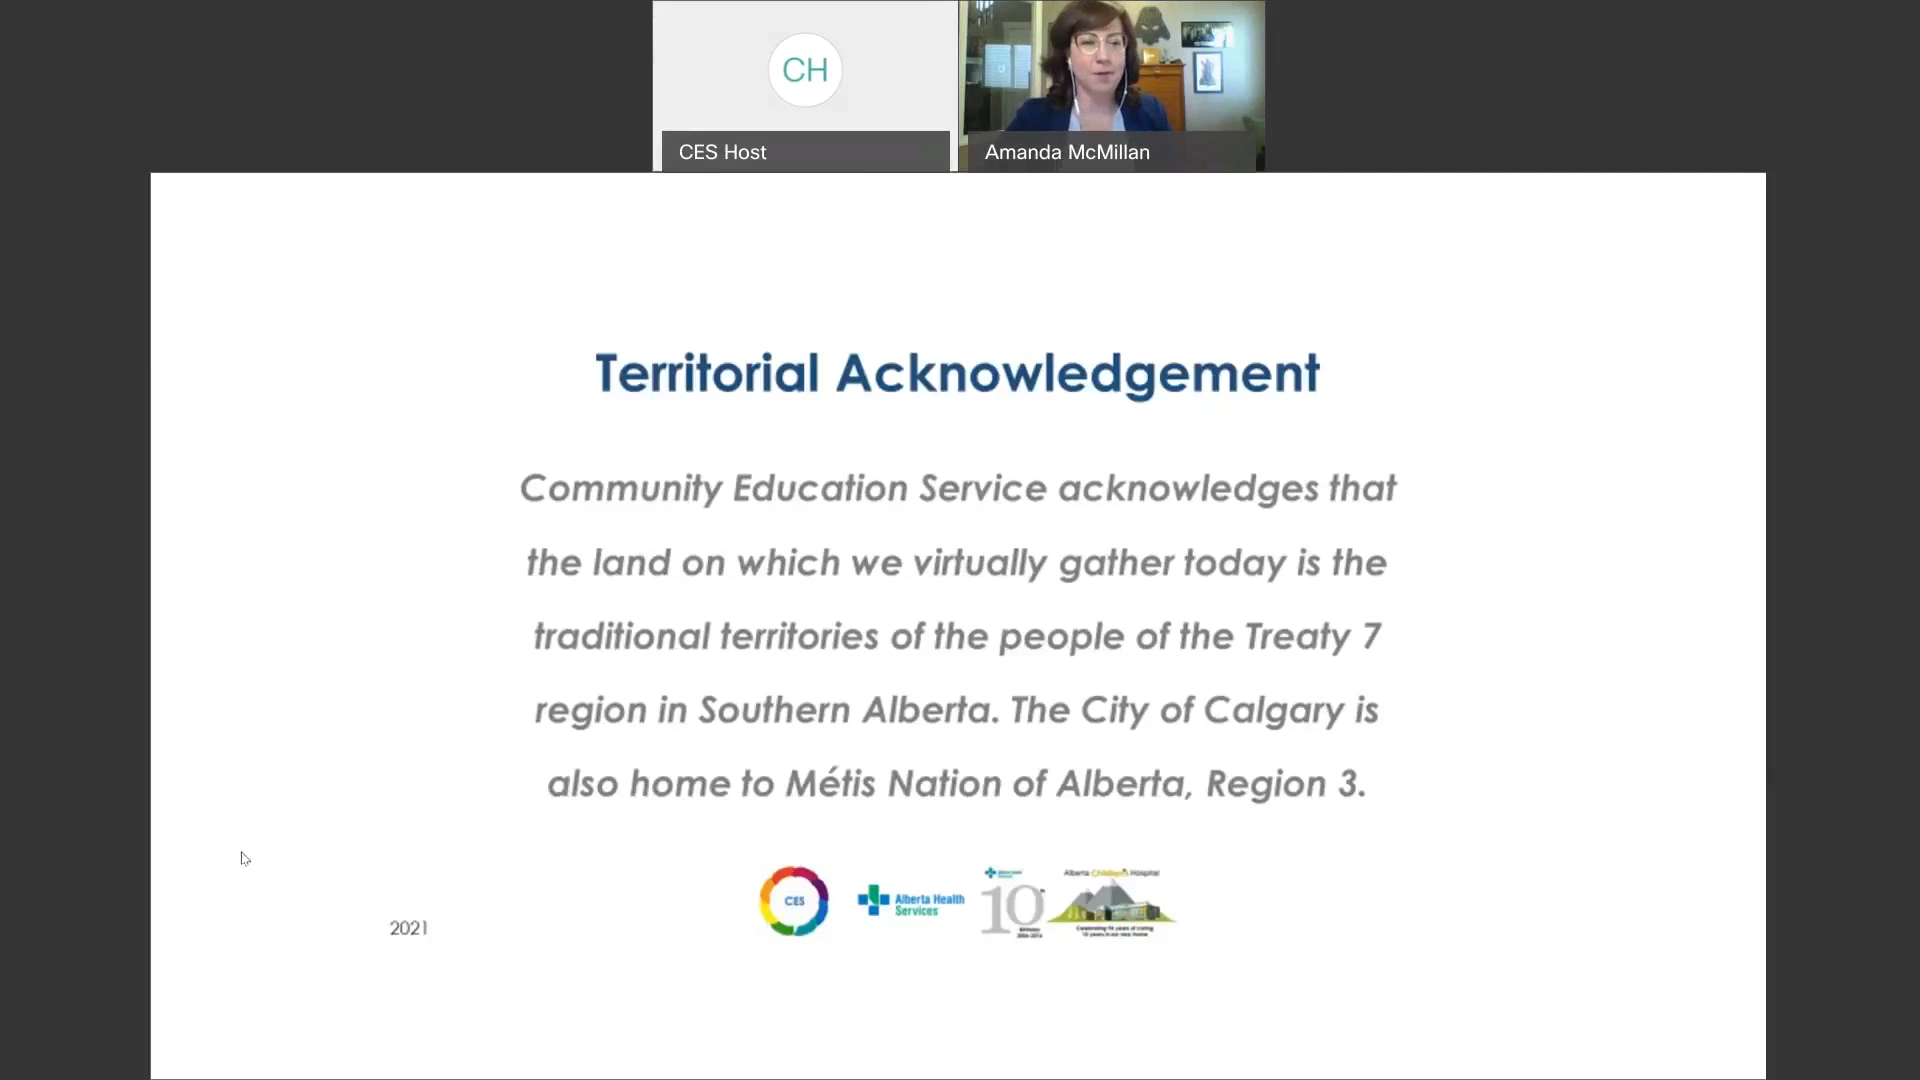 CH
CES Host
Amanda McMillan
Territorial Acknowledgement
Community Education Service acknowledges that
the land on which we virtually gather today is the
traditional territories of the people of the Treaty 7
region in Southern Alberta. The City of Calgary is
also home to Métis Nation of Alberta, Region 3.
CES
Alberta Health
Services
10
Alberta Children's Hospital
2021